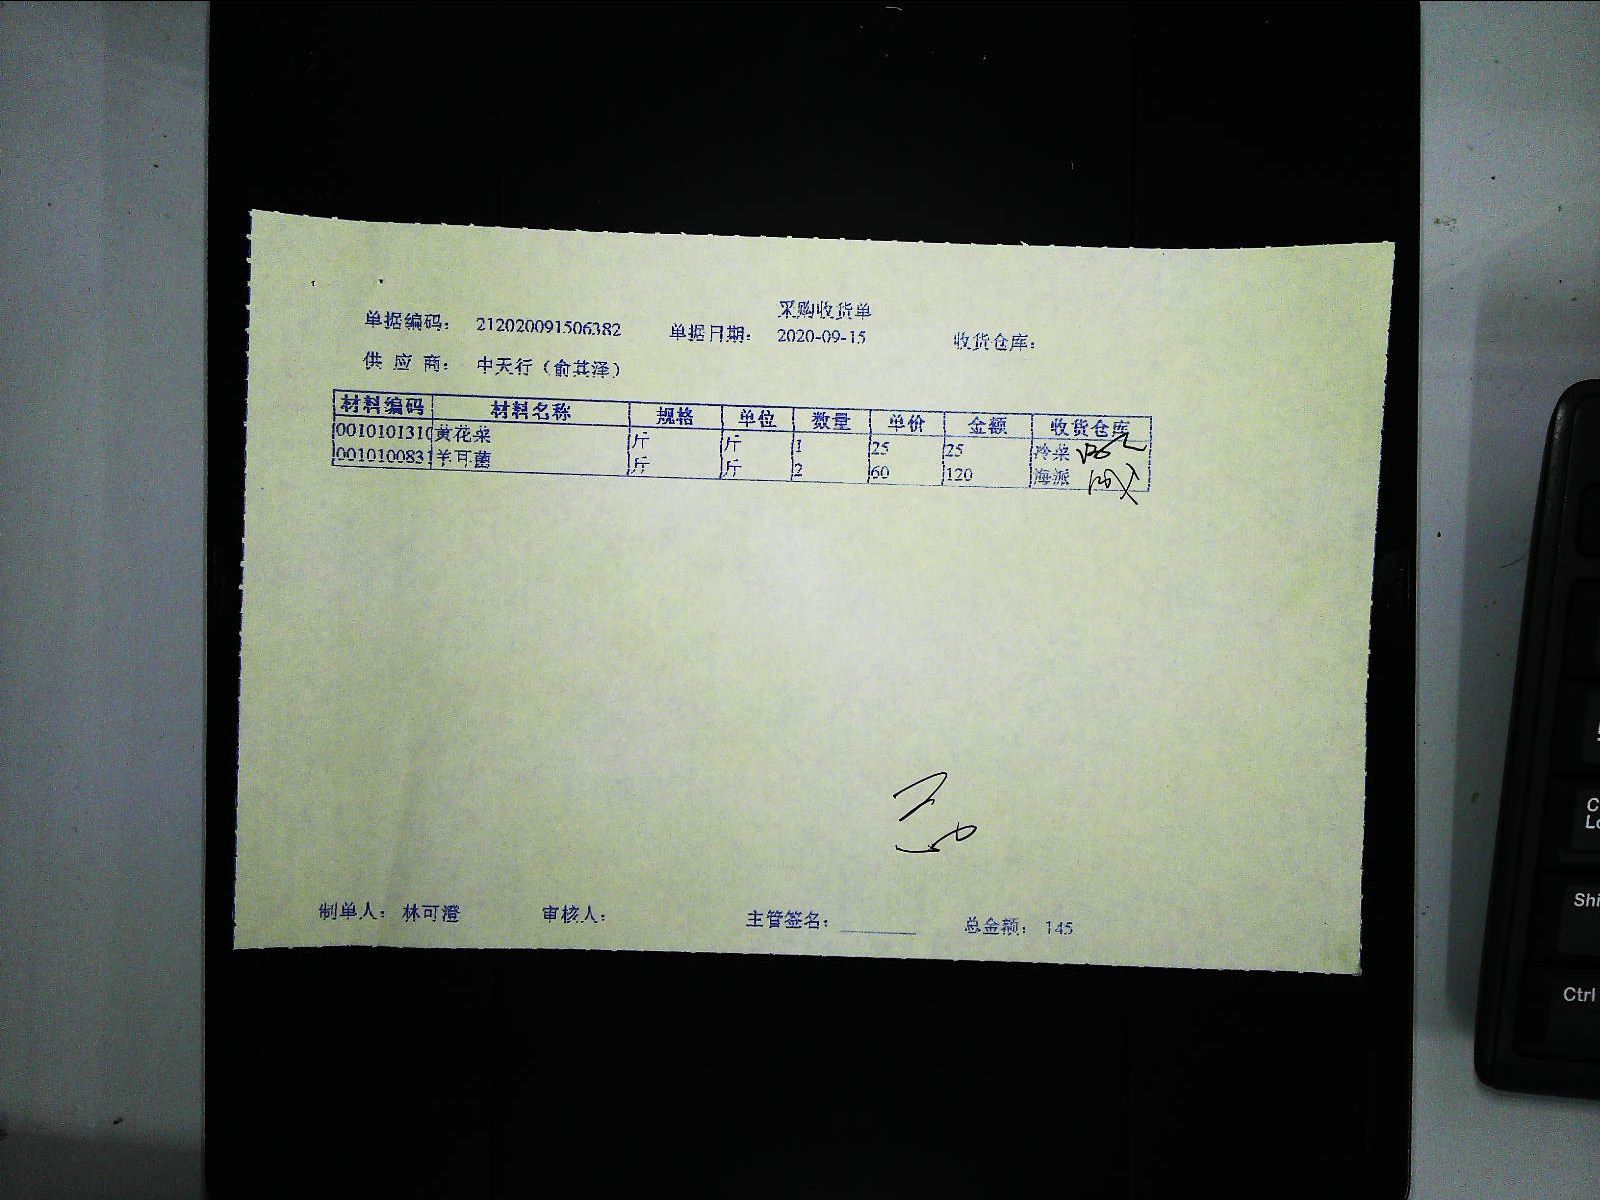 采购收货单
单据编码： 212020091506382 单据日期： 2020-09-15 收货仓库：
供 应 商： 中天行（俞其泽）
材料编码 材料名称 规格 单位 数量 单价 金额 收货仓库
0010101310 黄花菜 斤 斤 1 25 25 冷菜
0010100831 羊耳菌 斤 斤 2 60 120 海派
制单人： 林可澄 审核人： 主管签名： 总金额： 145
Shi
Ctrl